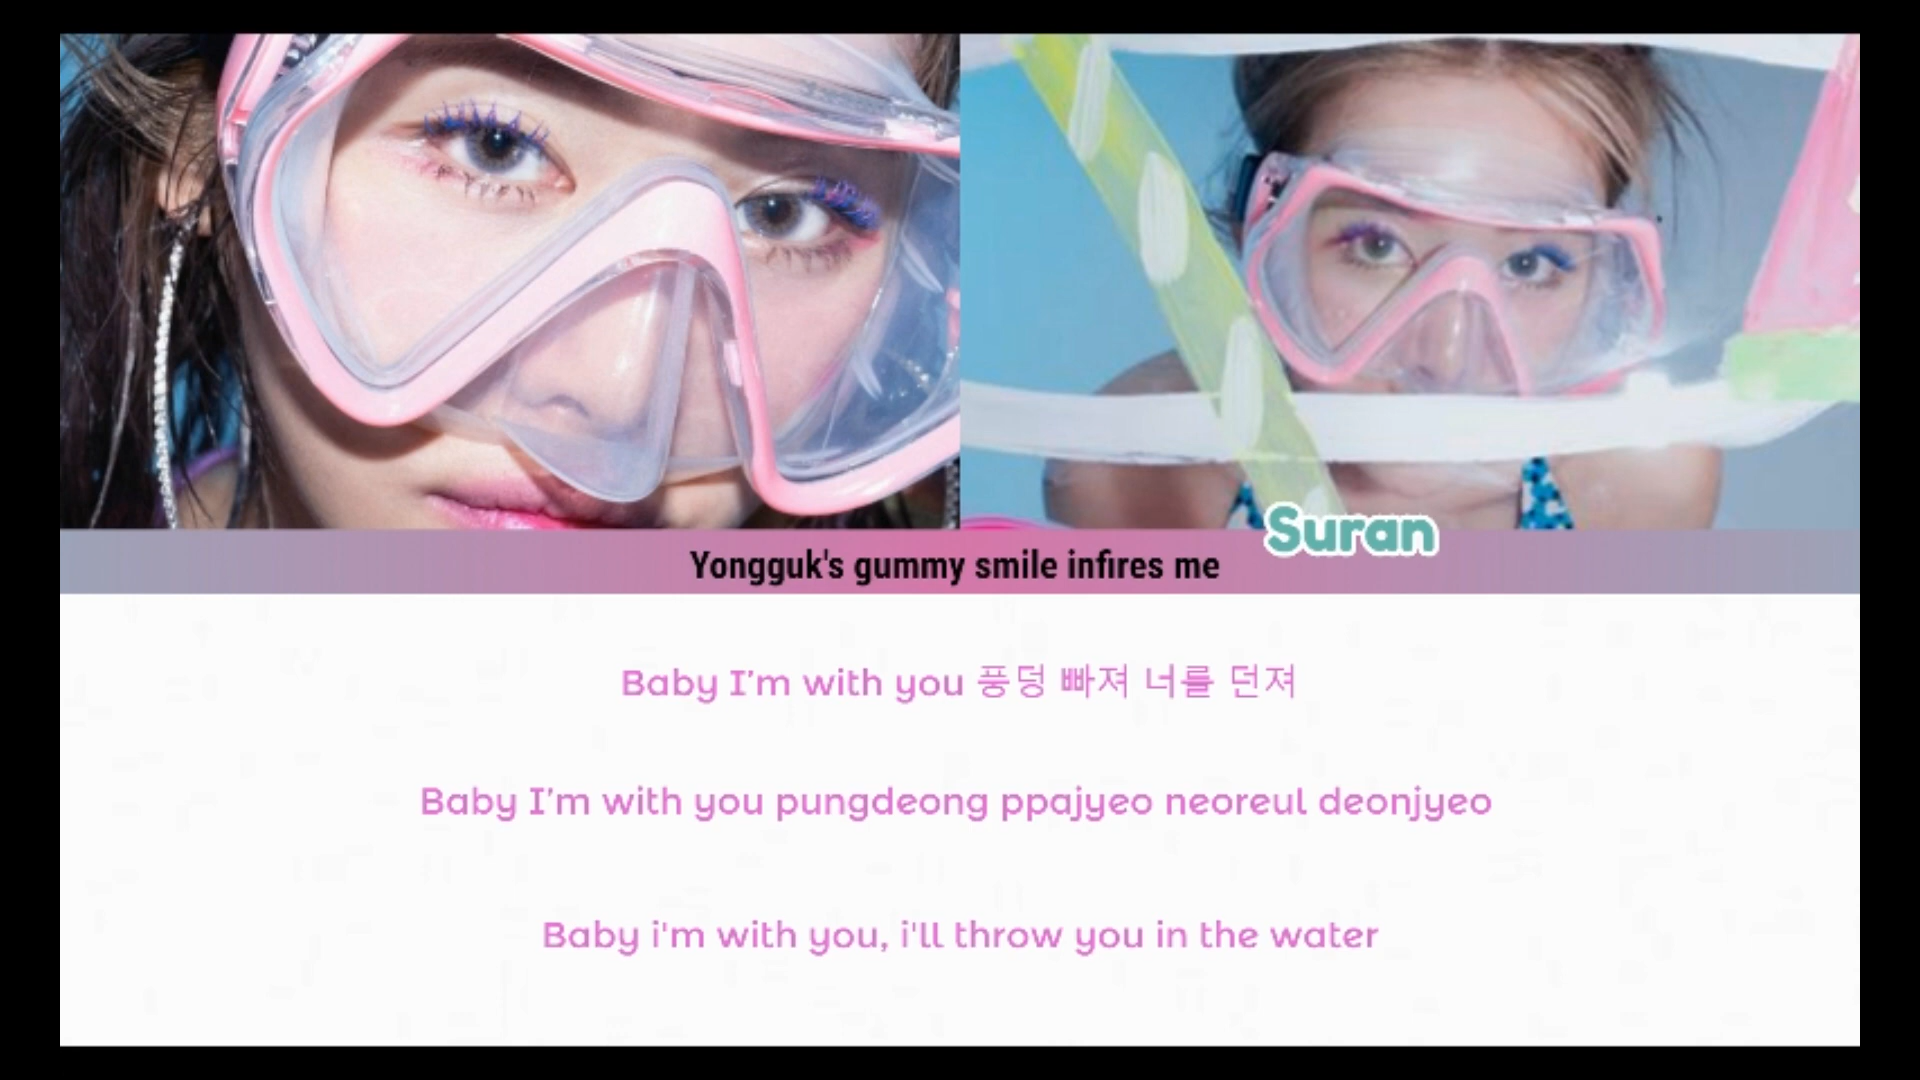 Suran
Yongguk's gummy smile infires me
Baby I'm with you 풍덩 빠져 너를 던져
Baby I'm with you pungdeong ppajyeo neoreul deonjyeo
Baby i'm with you, i'll throw you in the water